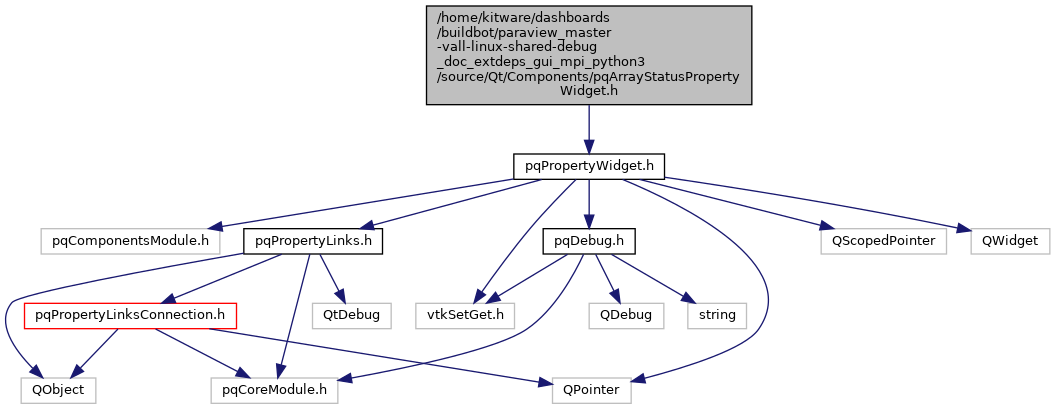 /home/kitware/dashboards
/buildbot/paraview_master
-vall-linux-shared-debug
_doc_extdeps_gui_mpi_python3
/source/Qt/Components/pqArrayStatusProperty
Widget.h
pqPropertyWidget.h
pqComponentsModule.h
pqPropertyLinks.h
pqDebug.h
QScopedPointer
QWidget
pqPropertyLinksConnection.h
QtDebug
vtkSetGet.h
QDebug
string
QObject
pqCoreModule.h
QPointer